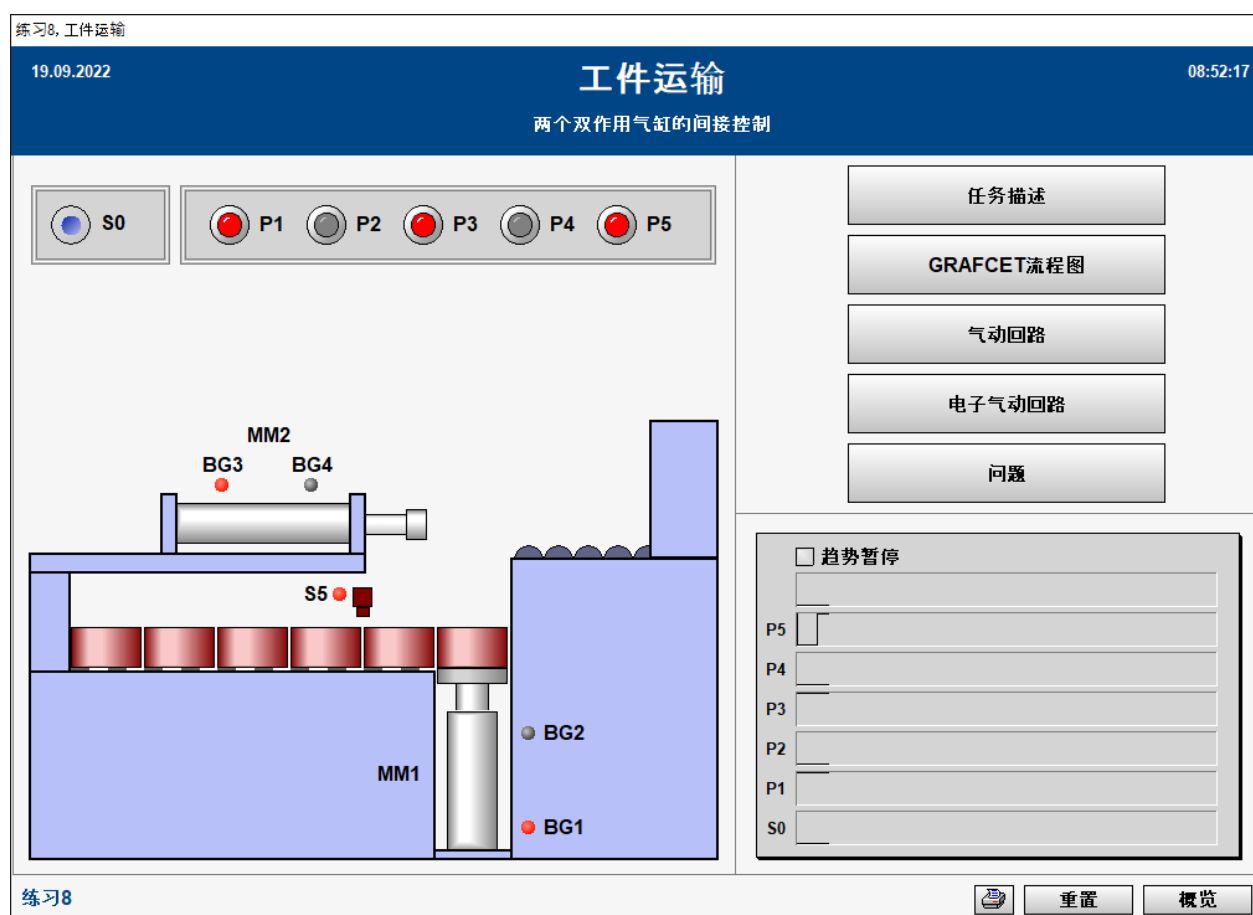 练习8, 工件运输
19.09.2022
工件运输
08:52:17
两个双作用气缸的间接控制
S0
P1
P2
P3
P4
P5
任务描述
GRAFCET流程图
气动回路
电子气动回路
问题
MM2
BG3
BG4
S5
BG2
MM1
BG1
趋势暂停
P5
P4
P3
P2
P1
S0
练习8
重置
概览